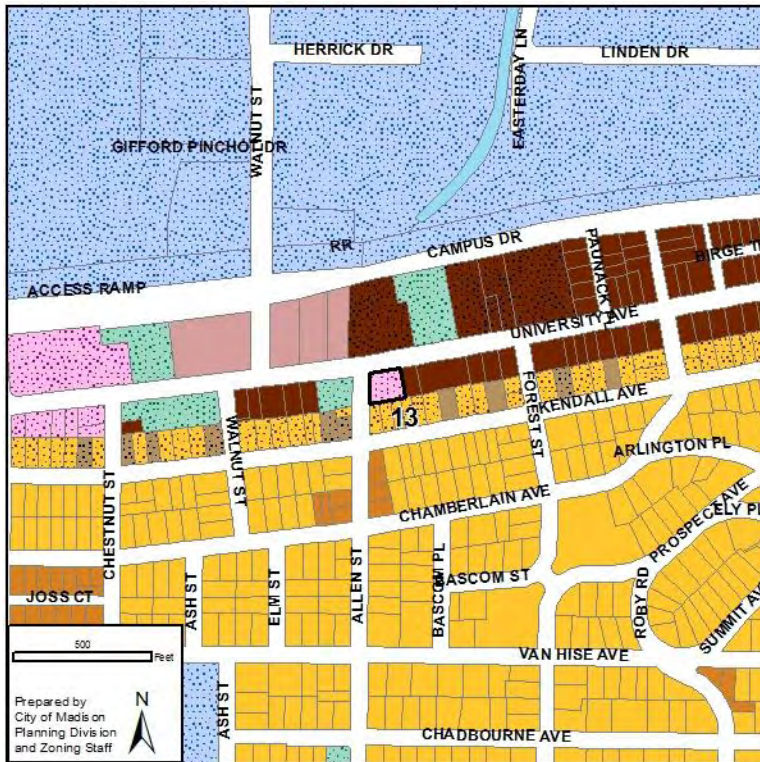 HERRICK DR
LINDEN DR
EASTERDAY LN
WALNUT ST
GIFFORD PINCHOT DR
RR
CAMPUS DR
PAUNACK
ACCESS RAMP
UNIVERSITY AVE
13
WALNUT ST
FOREST ST
KENDALL AVE
ARLINGTON PL
CHESTNUT ST
CHAMBERLAIN AVE
PROSPECT AVE
ELY PL
JOSS CT
ASH ST
ELM ST
ALLEN ST
BASCOM PL
BASCOM ST
ROBY RD
SUMMIT AVE
VAN HISE AVE
ASH ST
CHADBOURNE AVE
500
Feet
Prepared by
City of Madison
Planning Division
and Zoning Staff
N